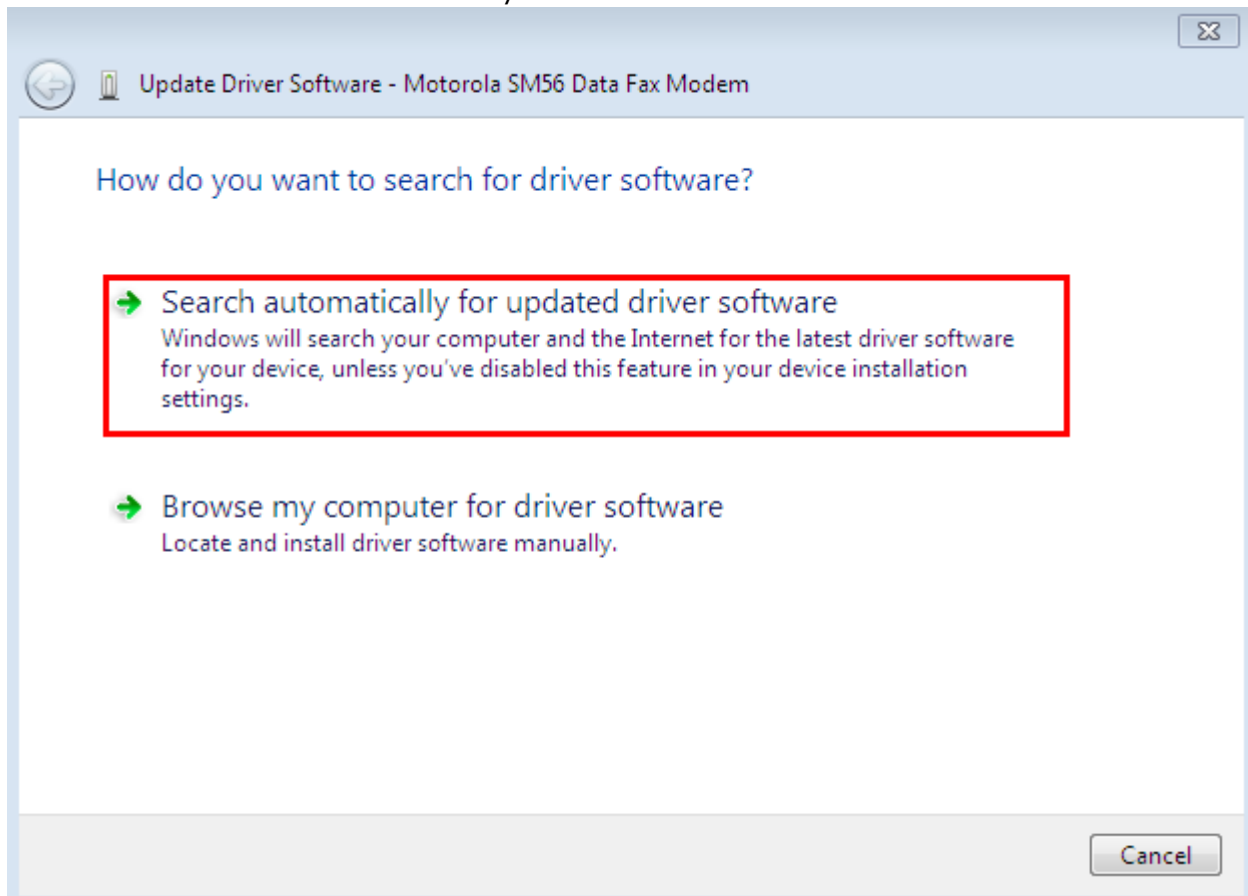 Update Driver Software - Motorola SM56 Data Fax Modem
How do you want to search for driver software?
Search automatically for updated driver software
Windows will search your computer and the Internet for the latest driver software
for your device, unless you've disabled this feature in your device installation
settings.
Browse my computer for driver software
Locate and install driver software manually.
Cancel